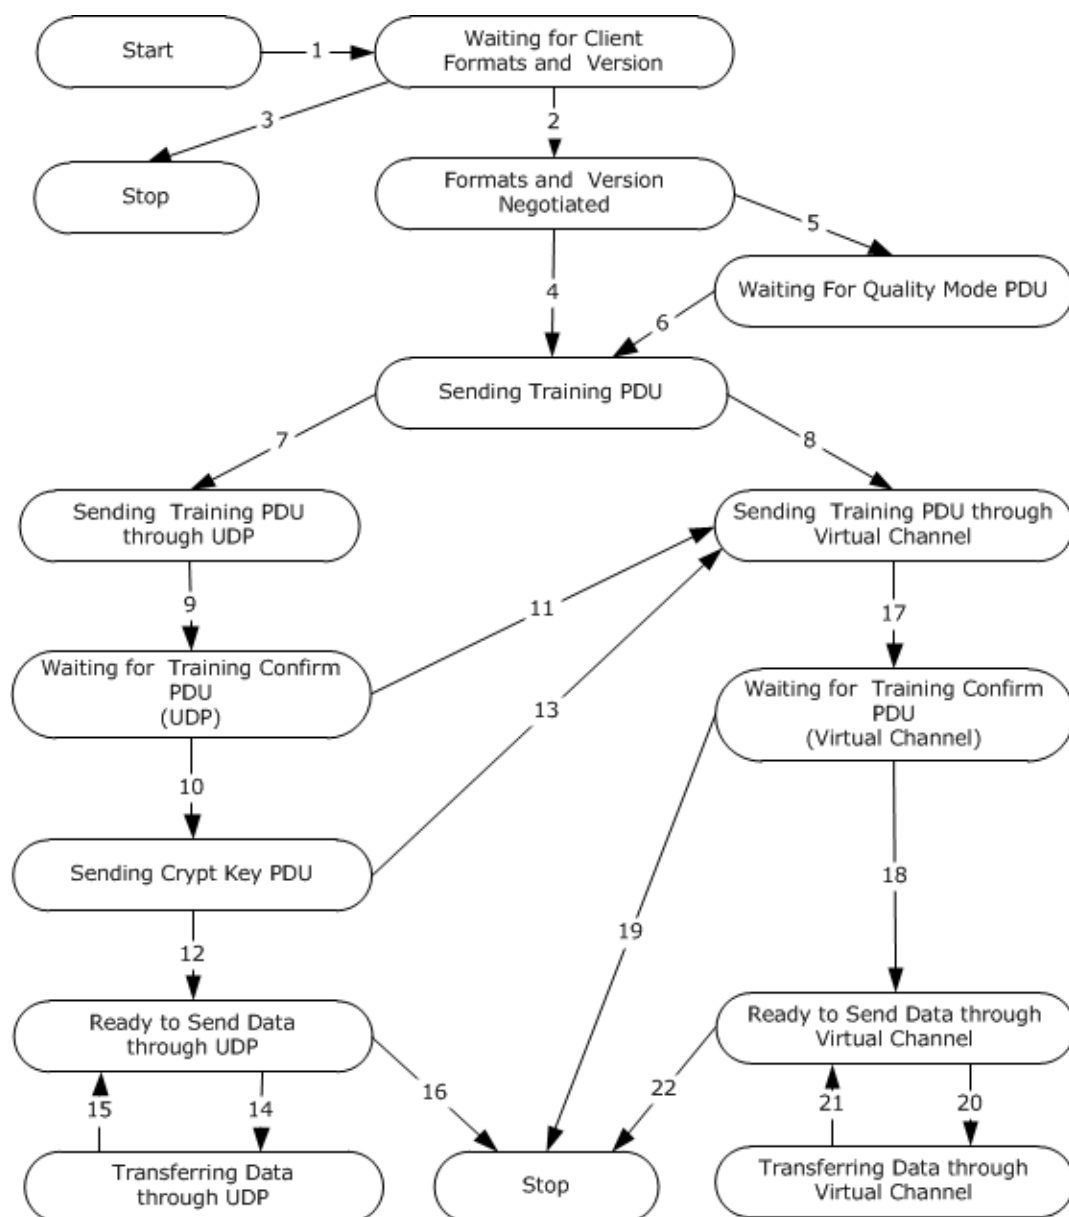 Start
1
Waiting for Client
Formats and Version
3
2
Stop
Formats and Version
Negotiated
5
4
Waiting For Quality Mode PDU
6
Sending Training PDU
7
8
Sending Training PDU
through UDP
Sending Training PDU through
Virtual Channel
9
11
17
Waiting for Training Confirm
PDU
(UDP)
13
Waiting for Training Confirm
PDU
(Virtual Channel)
10
Sending Crypt Key PDU
18
19
12
Ready to Send Data
through UDP
Ready to Send Data through
Virtual Channel
15
14
16
22
21
20
Transferring Data
through UDP
Stop
Transferring Data through
Virtual Channel